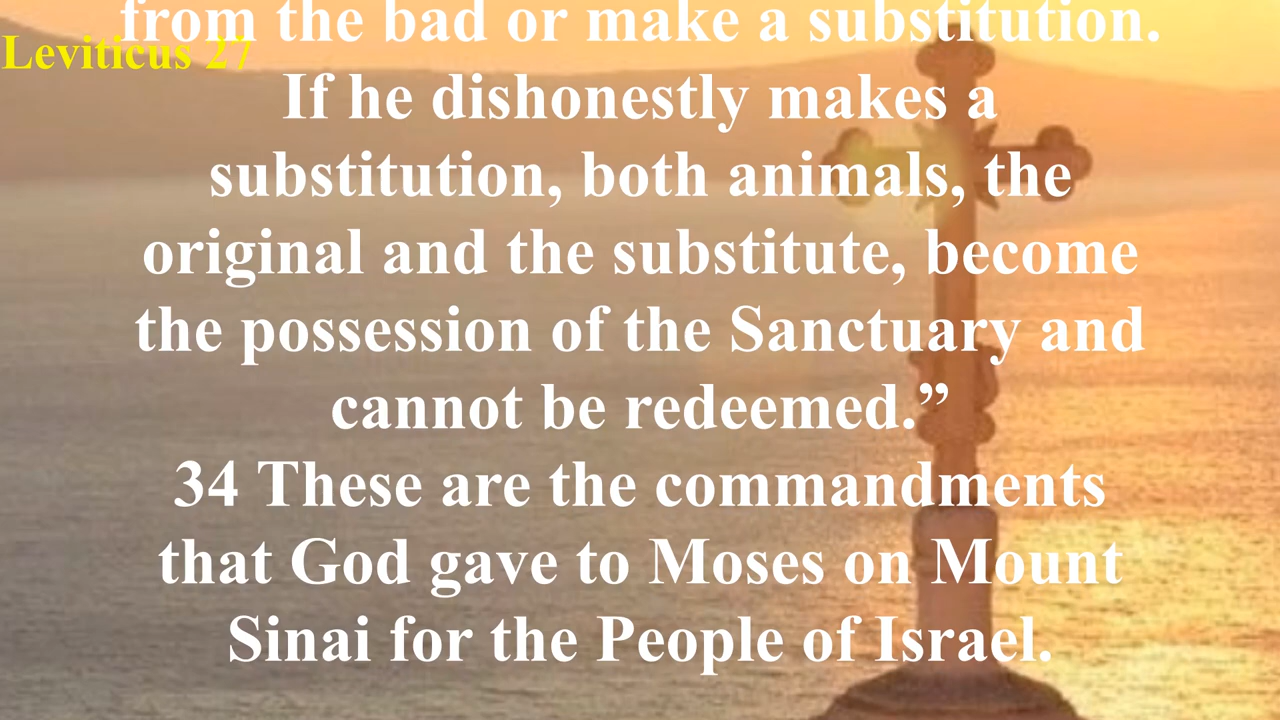 from the bad or make a substitution.
Leviticus 27
If he dishonestly makes a
substitution, both animals, the
original and the substitute, become
the possession of the Sanctuary and
cannot be redeemed.”
34 These are the commandments
that God gave to Moses on Mount
Sinai for the People of Israel.